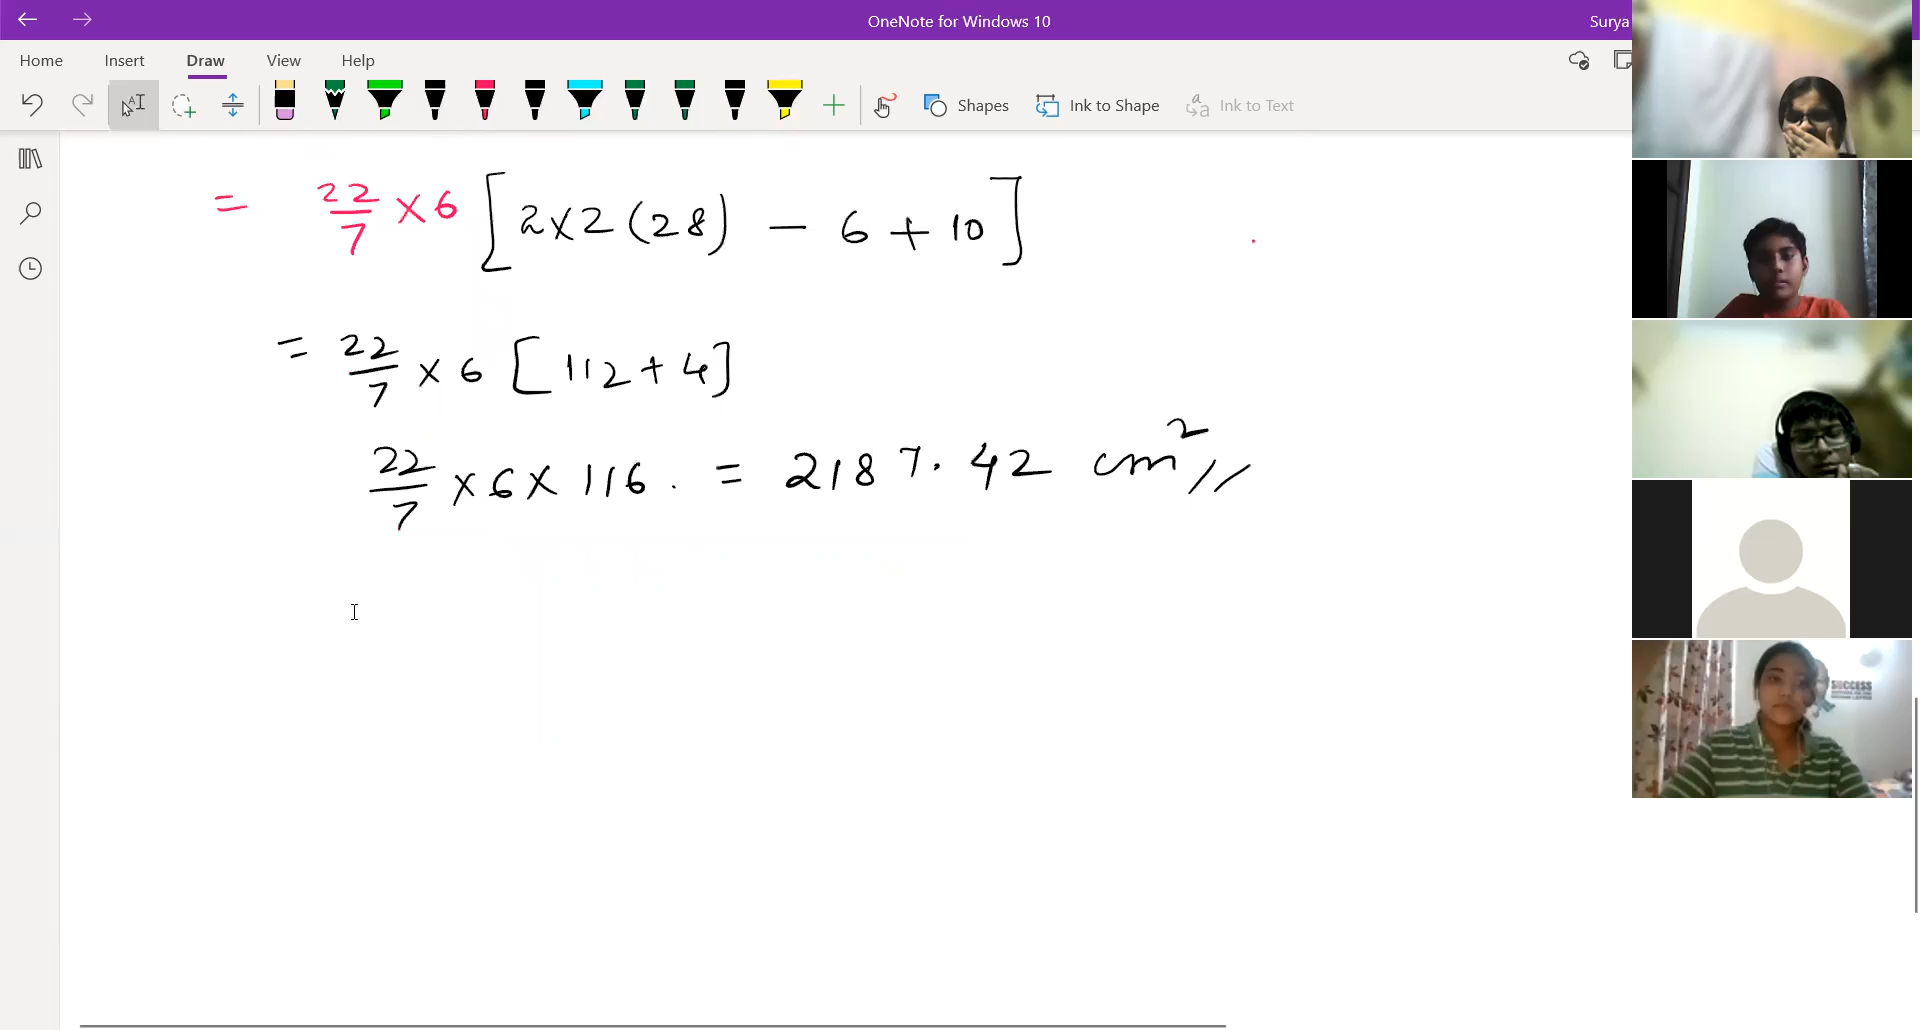 OneNote for Windows 10
Surya
Home Insert Draw View Help
Shapes Ink to Shape Ink to Text
= 22/7 × 6 [2×2(28) − 6 + 10]
= 22/7 × 6 [112 + 4]
22/7 × 6 × 116. = 2187.42 cm² //
SUCCESS